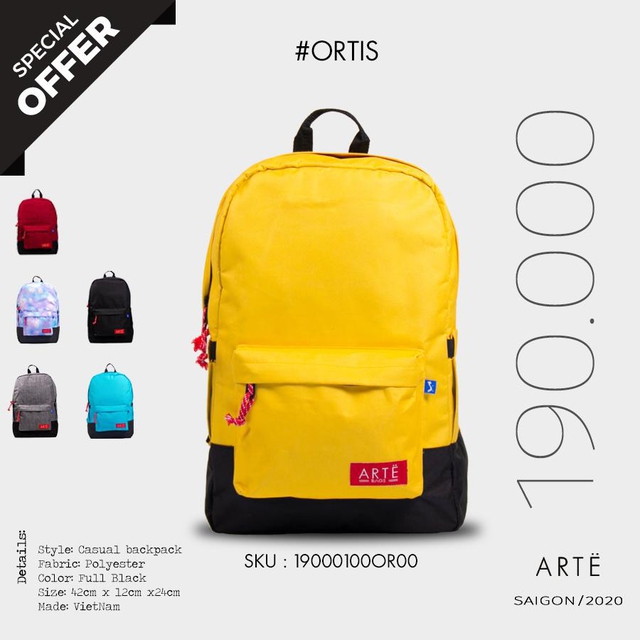 SPECIAL
OFFER
#ORTIS
190.000
ARTË
BAGS
SKU : 19000100OR00
Details:
Style: Casual backpack
Fabric: Polyester
Color: Full Black
Size: 42cm x 12cm x24cm
Made: VietNam
ARTË
SAIGON/2020